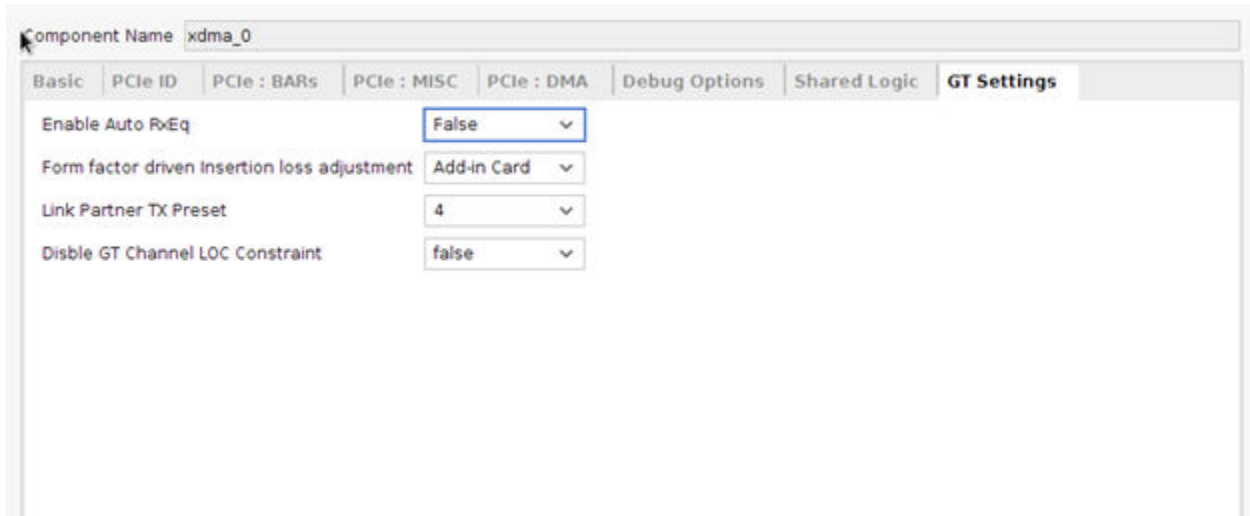 Component Name xdma_0
Basic PCIe ID PCIe : BARs PCIe : MISC PCIe : DMA Debug Options Shared Logic GT Settings
Enable Auto RxEq False
Form factor driven Insertion loss adjustment Add-in Card
Link Partner TX Preset 4
Disble GT Channel LOC Constraint false